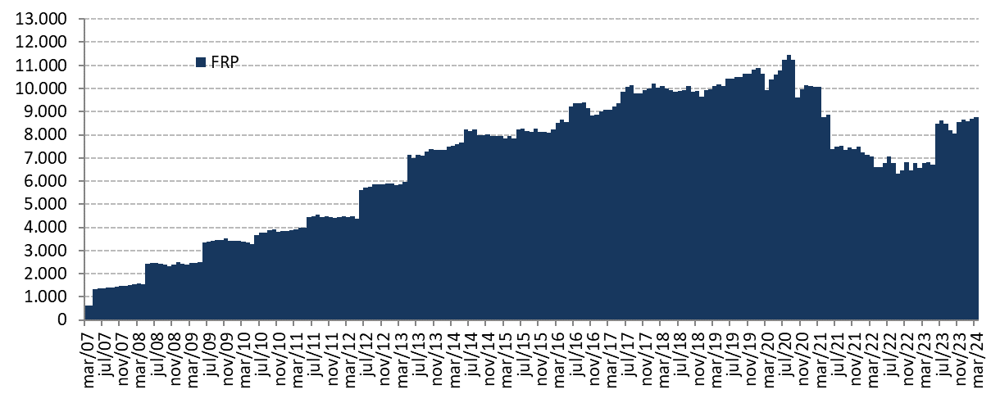 13.000
12.000
11.000
10.000
9.000
8.000
7.000
6.000
5.000
4.000
3.000
2.000
1.000
0
FRP
mar/07
jul/07
nov/07
mar/08
jul/08
nov/08
mar/09
jul/09
nov/09
mar/10
jul/10
nov/10
mar/11
jul/11
nov/11
mar/12
jul/12
nov/12
mar/13
jul/13
nov/13
mar/14
jul/14
nov/14
mar/15
jul/15
nov/15
mar/16
jul/16
nov/16
mar/17
jul/17
nov/17
mar/18
jul/18
nov/18
mar/19
jul/19
nov/19
mar/20
jul/20
nov/20
mar/21
jul/21
nov/21
mar/22
jul/22
nov/22
mar/23
jul/23
nov/23
mar/24